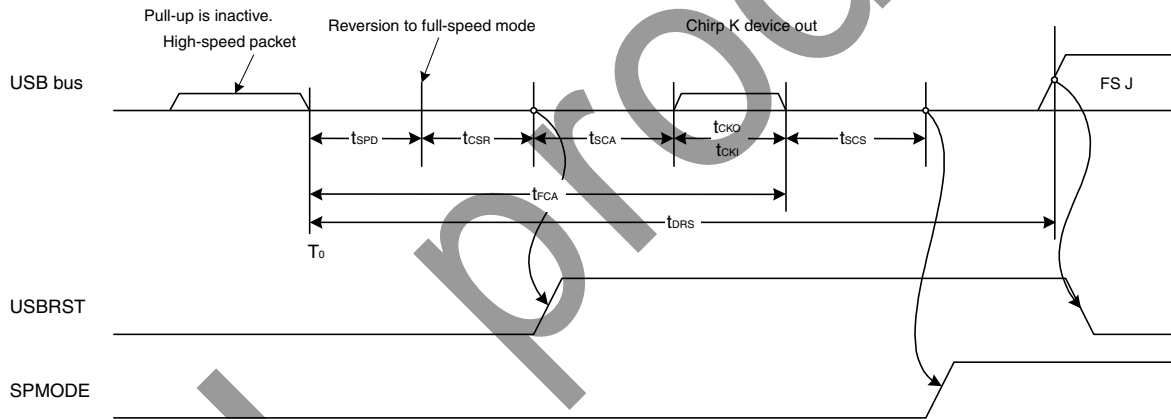 Pull-up is inactive.
High-speed packet
Reversion to full-speed mode
Chirp K device out
USB bus
FS J
tSPD
tCSR
tSCA
tCKO
tCKI
tSCS
tFCA
tDRS
T0
USBRST
SPMODE